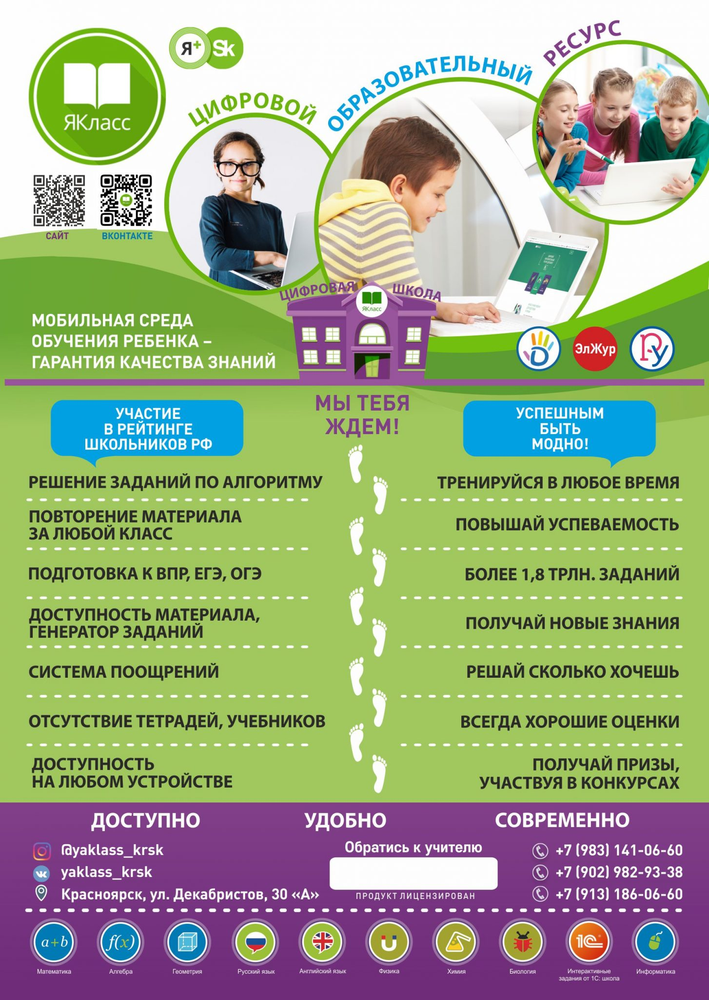 ЯКласс
Я+
Sk
ЦИФРОВОЙ
ОБРАЗОВАТЕЛЬНЫЙ
РЕСУРС
САЙТ
ВКОНТАКТЕ
ЦИФРОВАЯ
ШКОЛА
ЯКласс
МОБИЛЬНАЯ СРЕДА
ОБУЧЕНИЯ РЕБЕНКА –
ГАРАНТИЯ КАЧЕСТВА ЗНАНИЙ
ЭлЖур
Ру
МЫ ТЕБЯ
ЖДЕМ!
УЧАСТИЕ
В РЕЙТИНГЕ
ШКОЛЬНИКОВ РФ
РЕШЕНИЕ ЗАДАНИЙ ПО АЛГОРИТМУ
ПОВТОРЕНИЕ МАТЕРИАЛА
ЗА ЛЮБОЙ КЛАСС
ПОДГОТОВКА К ВПР, ЕГЭ, ОГЭ
ДОСТУПНОСТЬ МАТЕРИАЛА,
ГЕНЕРАТОР ЗАДАНИЙ
СИСТЕМА ПООЩРЕНИЙ
ОТСУТСТВИЕ ТЕТРАДЕЙ, УЧЕБНИКОВ
ДОСТУПНОСТЬ
НА ЛЮБОМ УСТРОЙСТВЕ
УСПЕШНЫМ
БЫТЬ
МОДНО!
ТРЕНИРУЙСЯ В ЛЮБОЕ ВРЕМЯ
ПОВЫШАЙ УСПЕВАЕМОСТЬ
БОЛЕЕ 1,8 ТРЛН. ЗАДАНИЙ
ПОЛУЧАЙ НОВЫЕ ЗНАНИЯ
РЕШАЙ СКОЛЬКО ХОЧЕШЬ
ВСЕГДА ХОРОШИЕ ОЦЕНКИ
ПОЛУЧАЙ ПРИЗЫ,
УЧАСТВУЯ В КОНКУРСАХ
ДОСТУПНО
УДОБНО
СОВРЕМЕННО
@yaklass_krsk
yaklass_krsk
Красноярск, ул. Декабристов, 30 «А»
Обратись к учителю
ПРОДУКТ ЛИЦЕНЗИРОВАН
+7 (983) 141-06-60
+7 (902) 982-93-38
+7 (913) 186-06-60
a+b
f(x)
1С
Математика
Алгебра
Геометрия
Русский язык
Английский язык
Физика
Химия
Биология
Интерактивные
задания от 1С: школа
Информатика